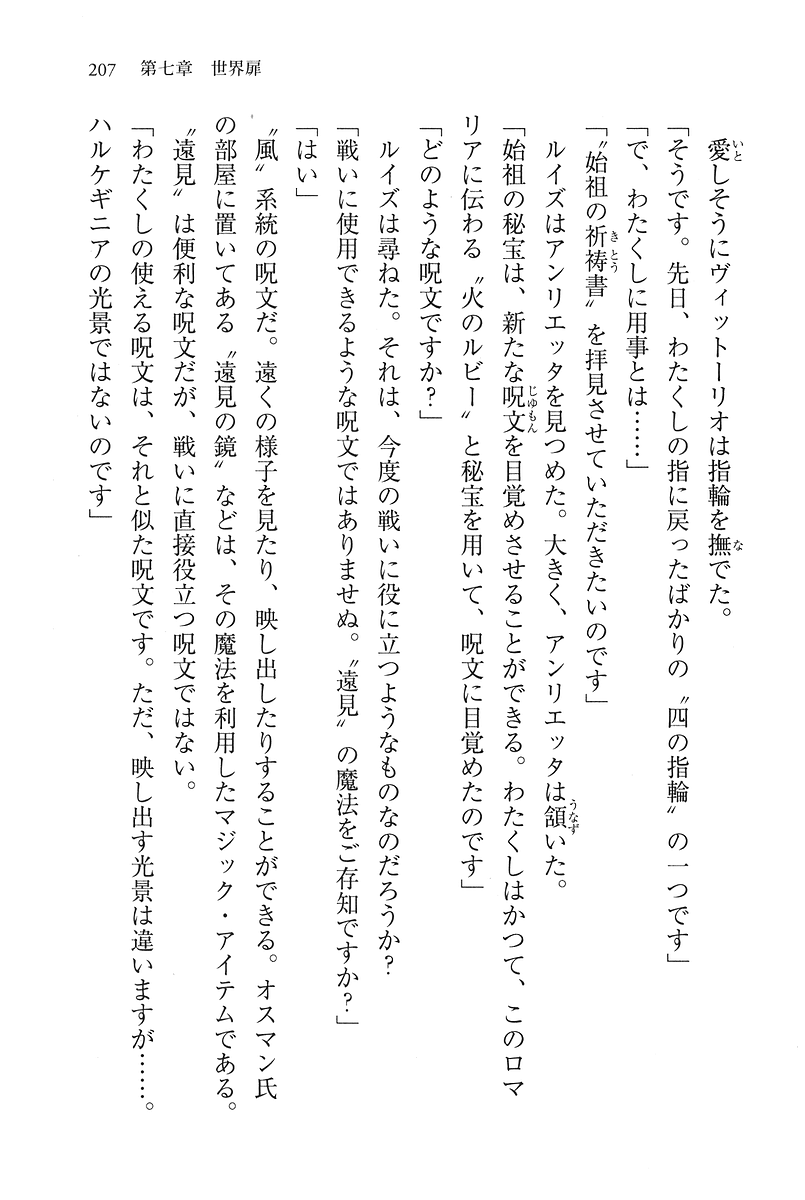 207　第七章　世界扉
愛しそうにヴィットーリオは指輪を撫でた。
「そうです。先日、わたくしの指に戻ったばかりの〝四の指輪〟の一つです」
「で、わたくしに用事とは……」
「〝始祖の祈祷書〟を拝見させていただきたいのです」
ルイズはアンリエッタを見つめた。大きく、アンリエッタは頷いた。
「始祖の秘宝は、新たな呪文を目覚めさせることができる。わたくしはかつて、このロマ
リアに伝わる〝火のルビー〟と秘宝を用いて、呪文に目覚めたのです」
「どのような呪文ですか？」
ルイズは尋ねた。それは、今度の戦いに役に立つようなものなのだろうか？
「戦いに使用できるような呪文ではありませぬ。〝遠見〟の魔法をご存知ですか？」
「はい」
〝風〟系統の呪文だ。遠くの様子を見たり、映し出したりすることができる。オスマン氏
の部屋に置いてある〝遠見の鏡〟などは、その魔法を利用したマジック・アイテムである。
〝遠見〟は便利な呪文だが、戦いに直接役立つ呪文ではない。
「わたくしの使える呪文は、それと似た呪文です。ただ、映し出す光景は違いますが……。
ハルケギニアの光景ではないのです」